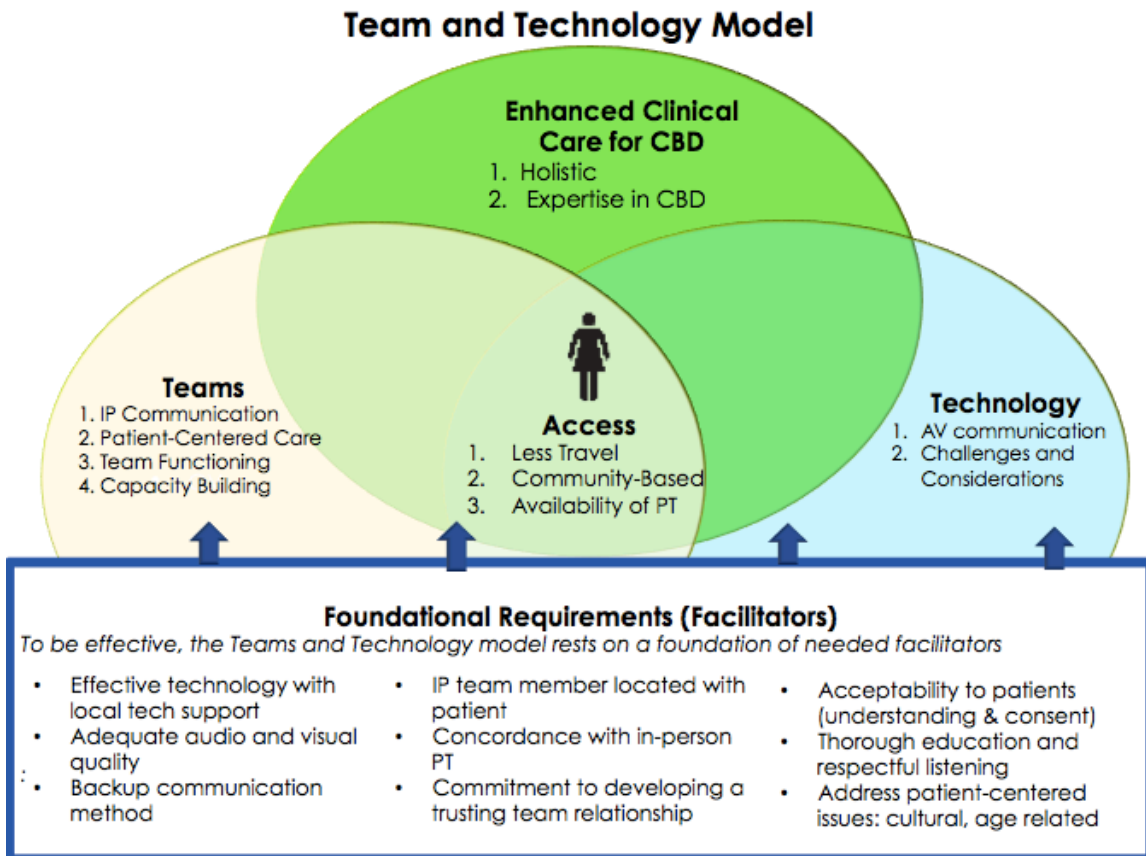 Team and Technology Model
Enhanced Clinical
Care for CBD
1. Holistic
2. Expertise in CBD
Teams
1. IP Communication
2. Patient-Centered Care
3. Team Functioning
4. Capacity Building
Access
1. Less Travel
2. Community-Based
3. Availability of PT
Technology
1. AV communication
2. Challenges and
Considerations
Foundational Requirements (Facilitators)
To be effective, the Teams and Technology model rests on a foundation of needed facilitators
• Effective technology with
local tech support
• Adequate audio and visual
quality
:
• Backup communication
method
• IP team member located with
patient
• Concordance with in-person
PT
• Commitment to developing a
trusting team relationship
• Acceptability to patients
(understanding & consent)
• Thorough education and
respectful listening
• Address patient-centered
issues: cultural, age related